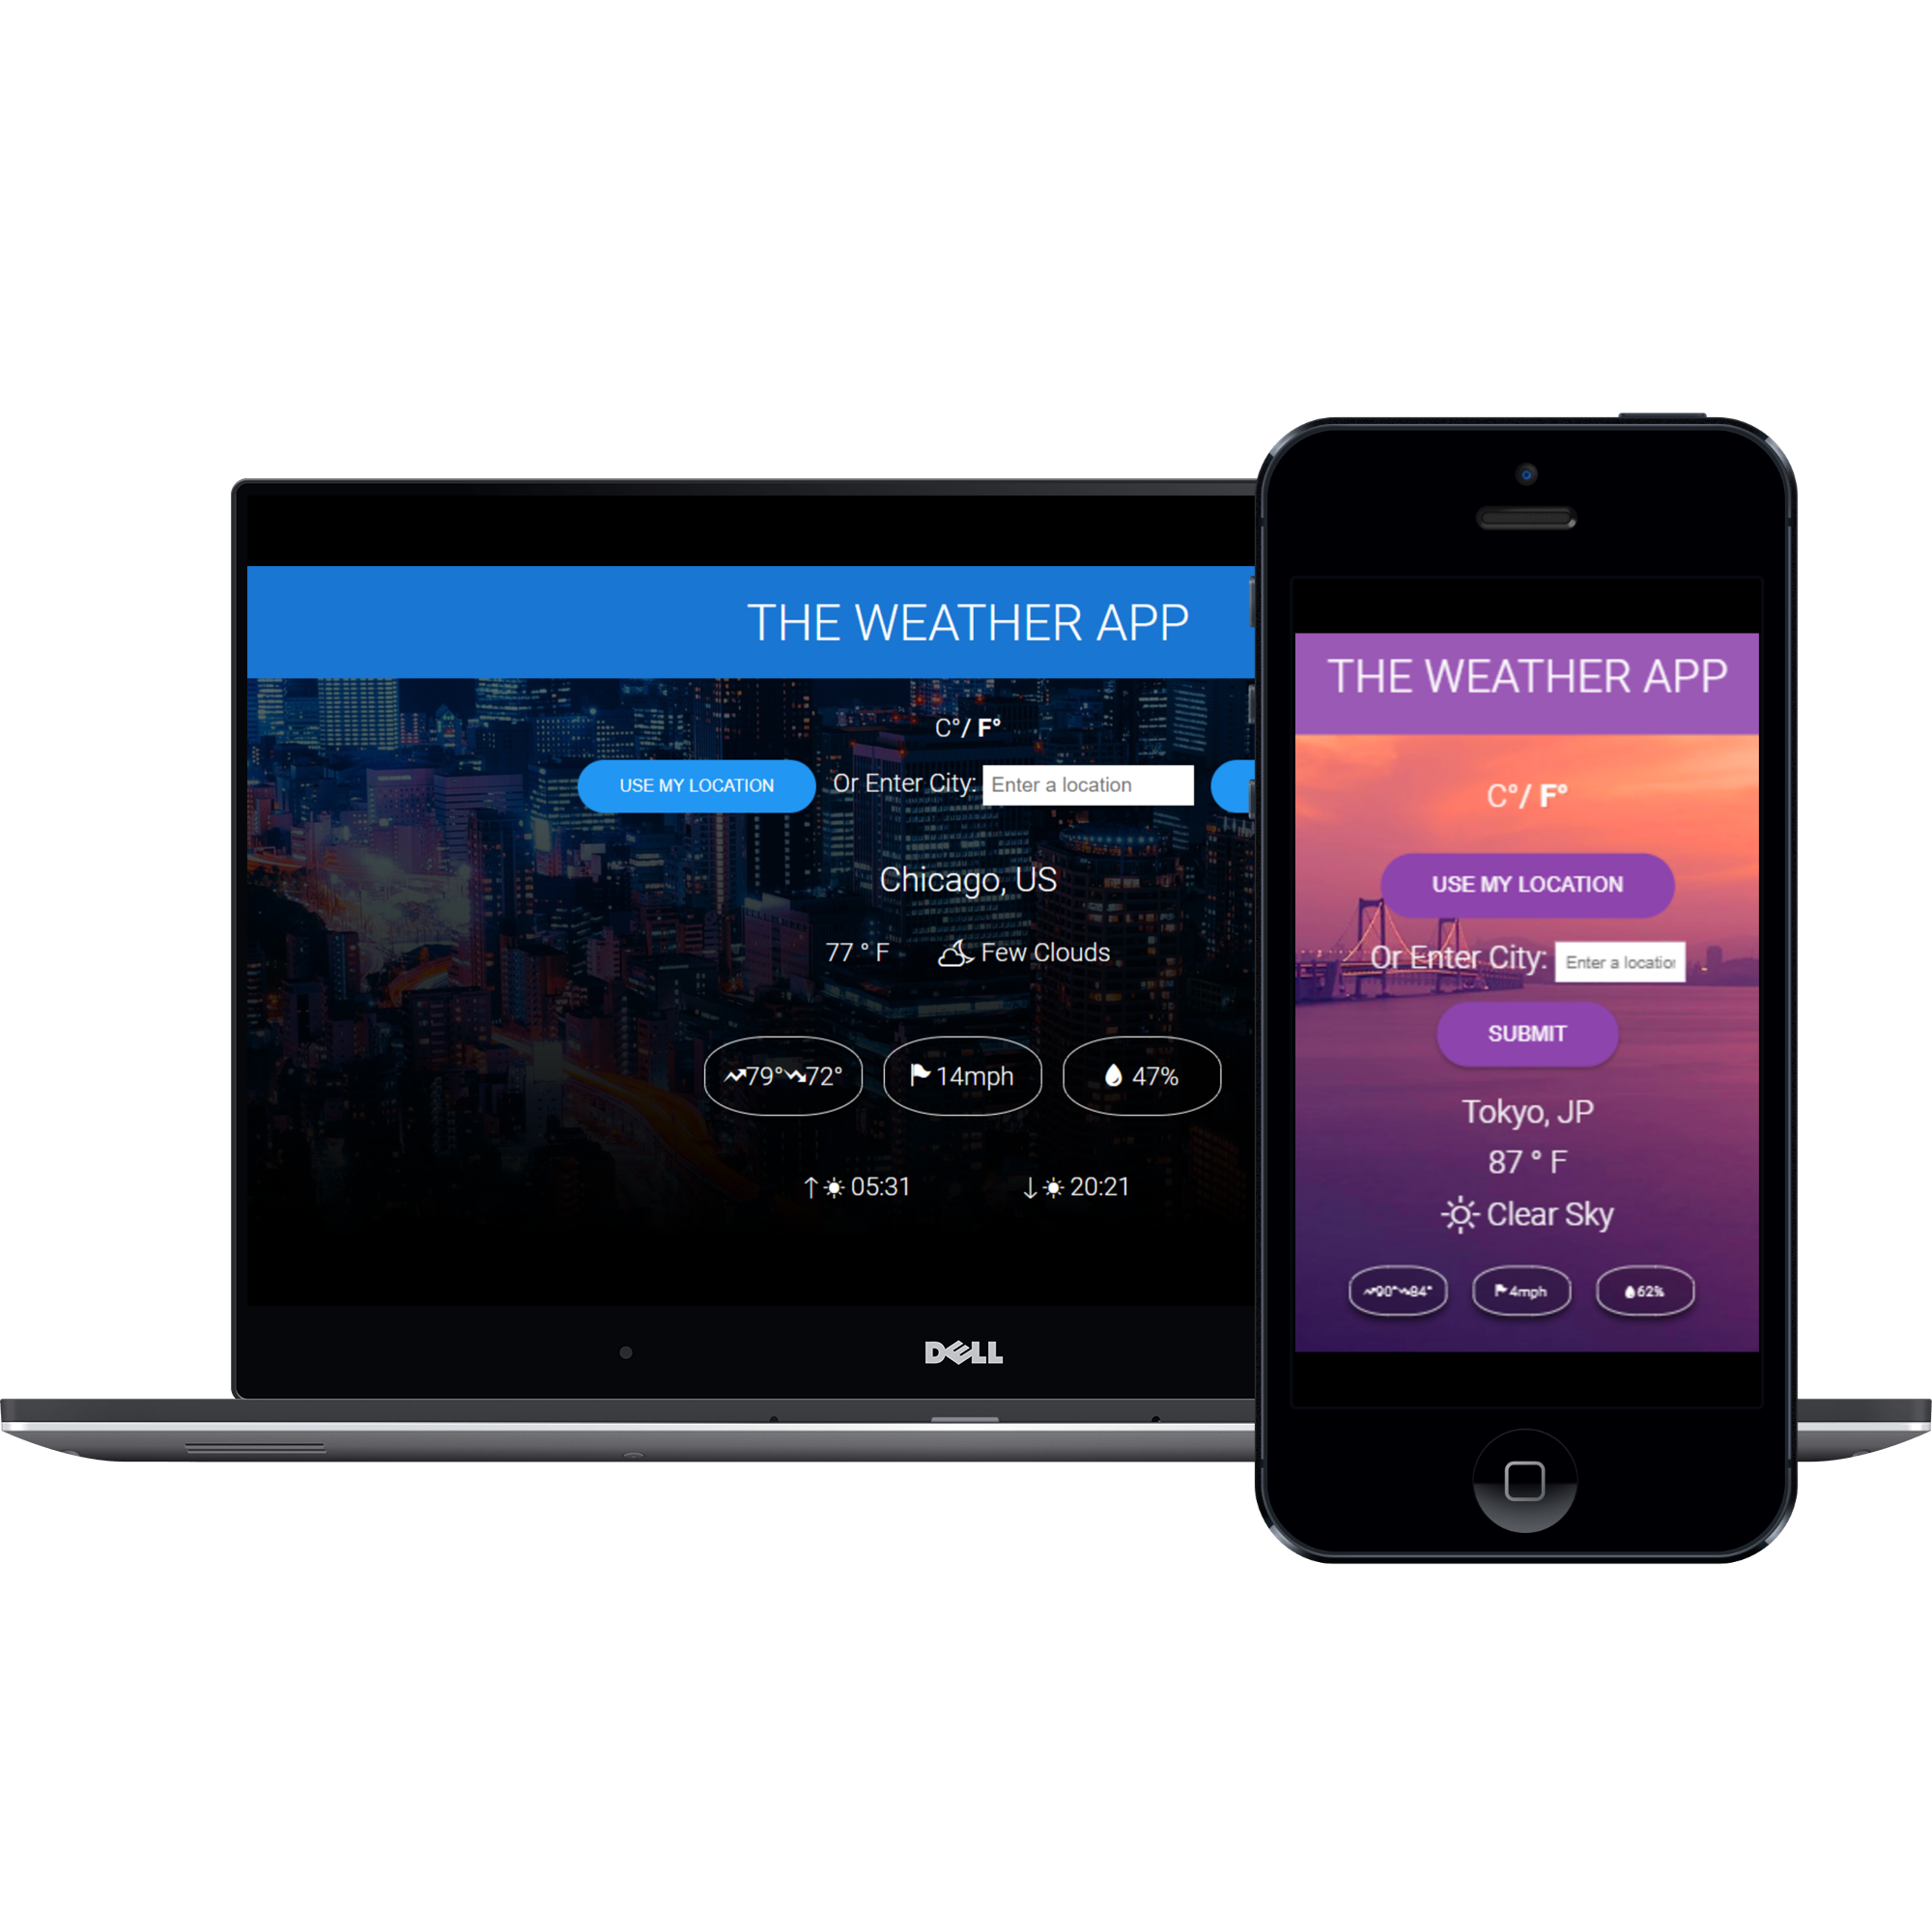 THE WEATHER APP
C°/ F°
USE MY LOCATION
Or Enter City:
Enter a location
Chicago, US
77 ° F
Few Clouds
79° 72°
14mph
47%
↑ 05:31
↓ 20:21
DELL
THE WEATHER APP
C°/ F°
USE MY LOCATION
Or Enter City:
Enter a locatio
SUBMIT
Tokyo, JP
87 ° F
Clear Sky
90° 84°
4mph
62%